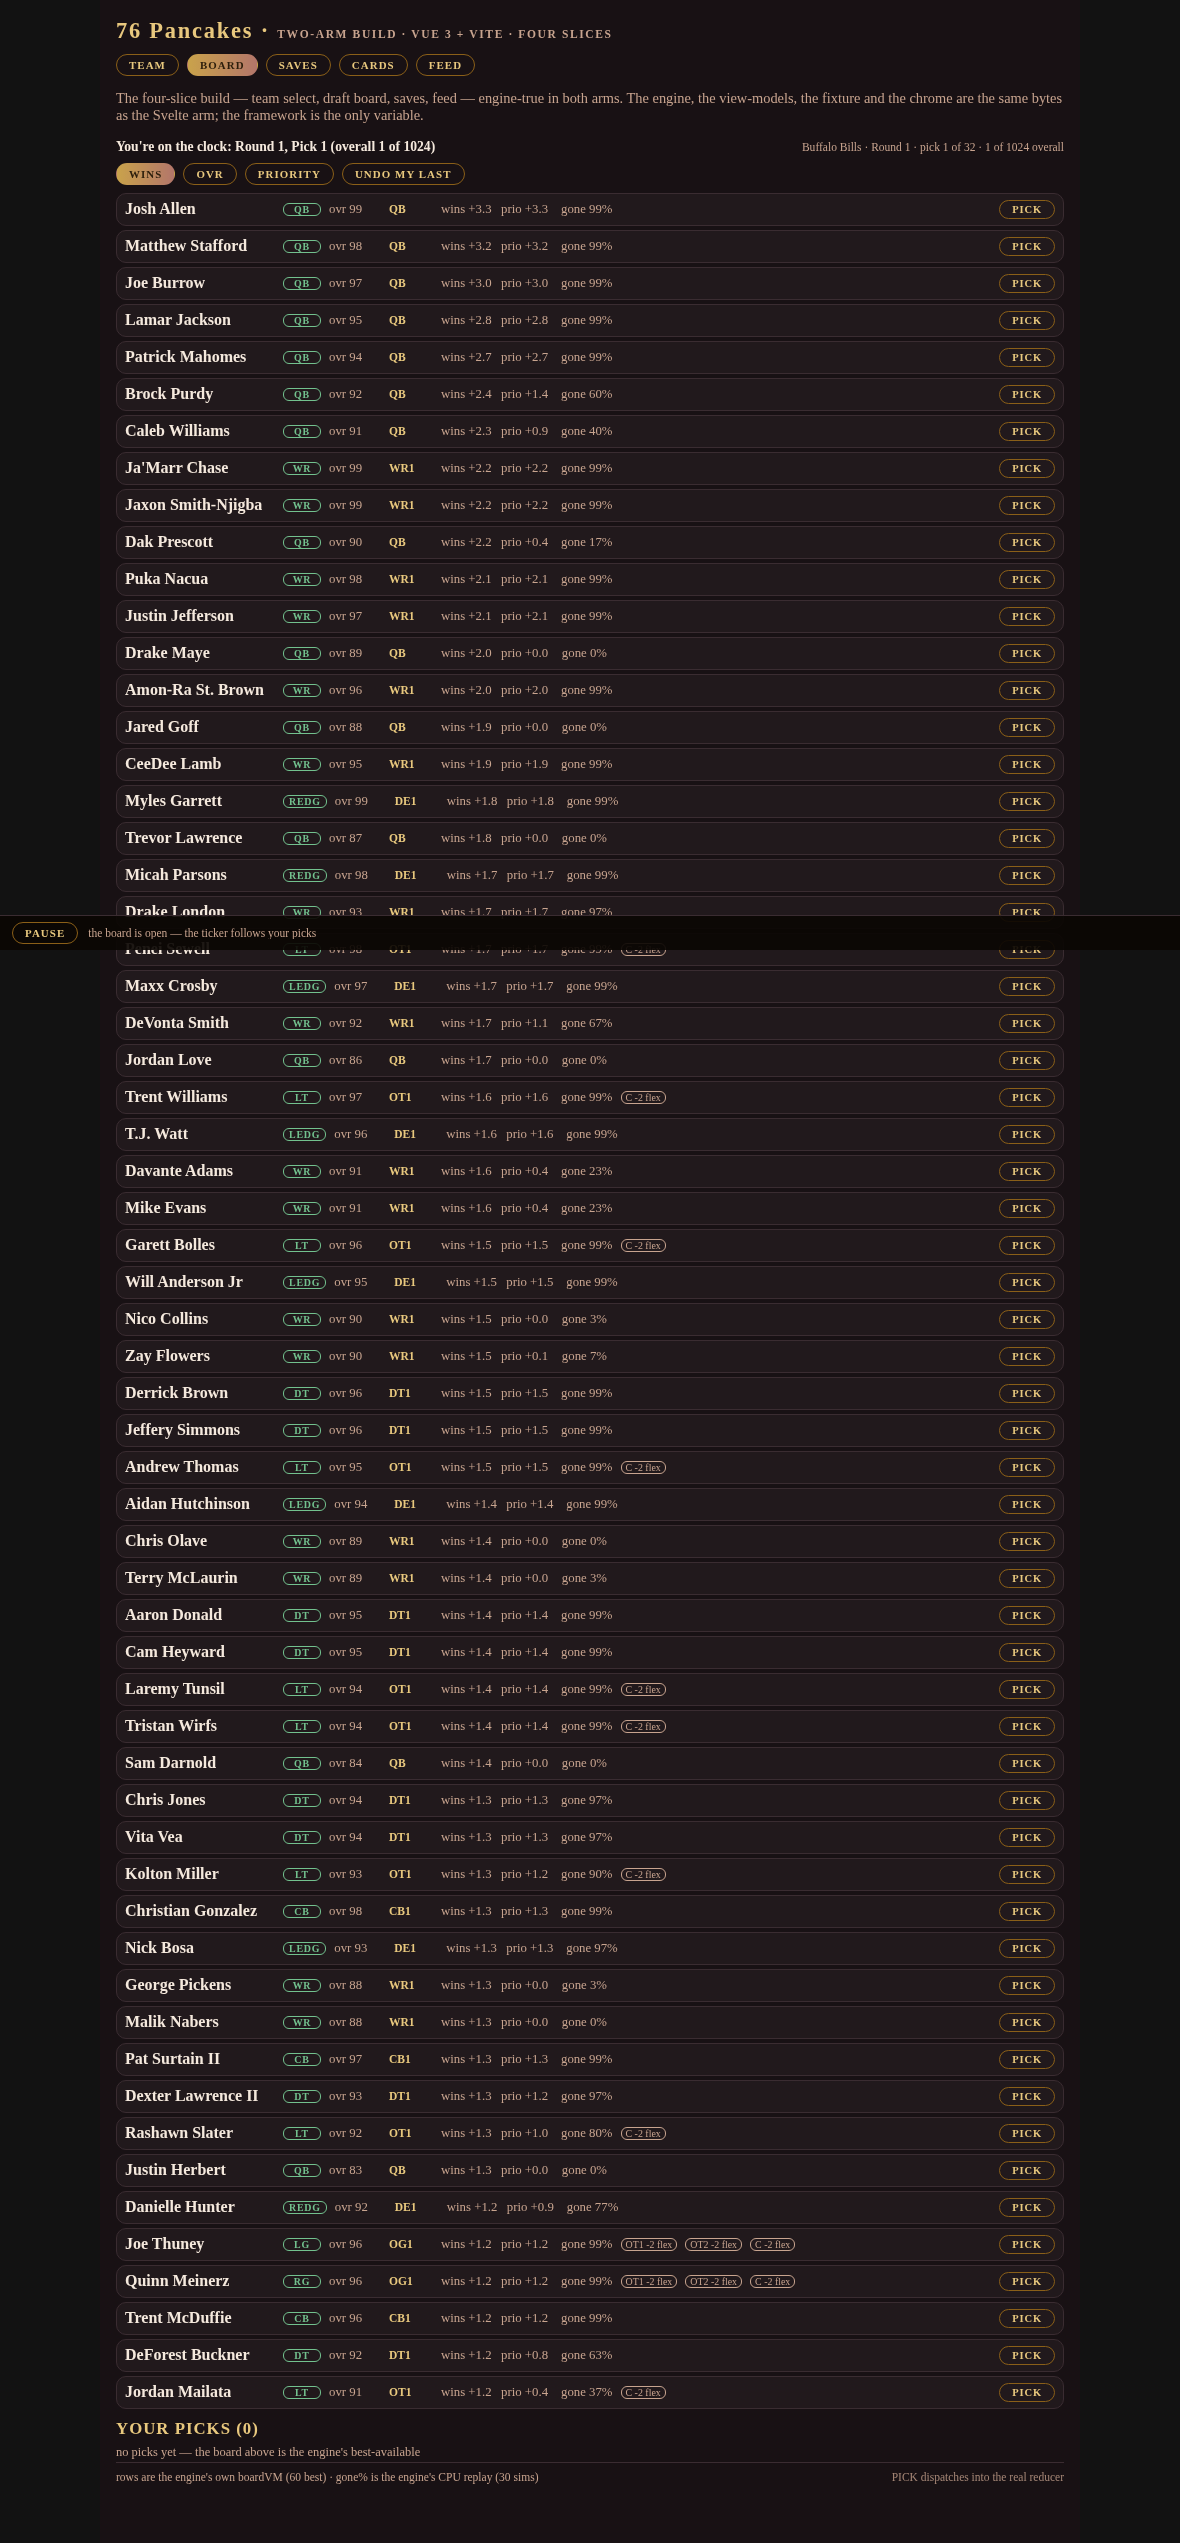 76 Pancakes · TWO-ARM BUILD · VUE 3 + VITE · FOUR SLICES
TEAM BOARD SAVES CARDS FEED
The four-slice build — team select, draft board, saves, feed — engine-true in both arms. The engine, the view-models, the fixture and the chrome are the same bytes
as the Svelte arm; the framework is the only variable.
You're on the clock: Round 1, Pick 1 (overall 1 of 1024) Buffalo Bills · Round 1 · pick 1 of 32 · 1 of 1024 overall
WINS OVR PRIORITY UNDO MY LAST
Josh Allen QB ovr 99 QB wins +3.3 prio +3.3 gone 99% PICK
Matthew Stafford QB ovr 98 QB wins +3.2 prio +3.2 gone 99% PICK
Joe Burrow QB ovr 97 QB wins +3.0 prio +3.0 gone 99% PICK
Lamar Jackson QB ovr 95 QB wins +2.8 prio +2.8 gone 99% PICK
Patrick Mahomes QB ovr 94 QB wins +2.7 prio +2.7 gone 99% PICK
Brock Purdy QB ovr 92 QB wins +2.4 prio +1.4 gone 60% PICK
Caleb Williams QB ovr 91 QB wins +2.3 prio +0.9 gone 40% PICK
Ja'Marr Chase WR ovr 99 WR1 wins +2.2 prio +2.2 gone 99% PICK
Jaxon Smith-Njigba WR ovr 99 WR1 wins +2.2 prio +2.2 gone 99% PICK
Dak Prescott QB ovr 90 QB wins +2.2 prio +0.4 gone 17% PICK
Puka Nacua WR ovr 98 WR1 wins +2.1 prio +2.1 gone 99% PICK
Justin Jefferson WR ovr 97 WR1 wins +2.1 prio +2.1 gone 99% PICK
Drake Maye QB ovr 89 QB wins +2.0 prio +0.0 gone 0% PICK
Amon-Ra St. Brown WR ovr 96 WR1 wins +2.0 prio +2.0 gone 99% PICK
Jared Goff QB ovr 88 QB wins +1.9 prio +0.0 gone 0% PICK
CeeDee Lamb WR ovr 95 WR1 wins +1.9 prio +1.9 gone 99% PICK
Myles Garrett REDG ovr 99 DE1 wins +1.8 prio +1.8 gone 99% PICK
Trevor Lawrence QB ovr 87 QB wins +1.8 prio +0.0 gone 0% PICK
Micah Parsons REDG ovr 98 DE1 wins +1.7 prio +1.7 gone 99% PICK
Drake London WR ovr 93 WR1 wins +1.7 prio +1.7 gone 97% PICK
PAUSE the board is open — the ticker follows your picks
Penei Sewell LT ovr 98 OT1 wins +1.7 prio +1.7 gone 99% C -2 flex PICK
Maxx Crosby LEDG ovr 97 DE1 wins +1.7 prio +1.7 gone 99% PICK
DeVonta Smith WR ovr 92 WR1 wins +1.7 prio +1.1 gone 67% PICK
Jordan Love QB ovr 86 QB wins +1.7 prio +0.0 gone 0% PICK
Trent Williams LT ovr 97 OT1 wins +1.6 prio +1.6 gone 99% C -2 flex PICK
T.J. Watt LEDG ovr 96 DE1 wins +1.6 prio +1.6 gone 99% PICK
Davante Adams WR ovr 91 WR1 wins +1.6 prio +0.4 gone 23% PICK
Mike Evans WR ovr 91 WR1 wins +1.6 prio +0.4 gone 23% PICK
Garett Bolles LT ovr 96 OT1 wins +1.5 prio +1.5 gone 99% C -2 flex PICK
Will Anderson Jr LEDG ovr 95 DE1 wins +1.5 prio +1.5 gone 99% PICK
Nico Collins WR ovr 90 WR1 wins +1.5 prio +0.0 gone 3% PICK
Zay Flowers WR ovr 90 WR1 wins +1.5 prio +0.1 gone 7% PICK
Derrick Brown DT ovr 96 DT1 wins +1.5 prio +1.5 gone 99% PICK
Jeffery Simmons DT ovr 96 DT1 wins +1.5 prio +1.5 gone 99% PICK
Andrew Thomas LT ovr 95 OT1 wins +1.5 prio +1.5 gone 99% C -2 flex PICK
Aidan Hutchinson LEDG ovr 94 DE1 wins +1.4 prio +1.4 gone 99% PICK
Chris Olave WR ovr 89 WR1 wins +1.4 prio +0.0 gone 0% PICK
Terry McLaurin WR ovr 89 WR1 wins +1.4 prio +0.0 gone 3% PICK
Aaron Donald DT ovr 95 DT1 wins +1.4 prio +1.4 gone 99% PICK
Cam Heyward DT ovr 95 DT1 wins +1.4 prio +1.4 gone 99% PICK
Laremy Tunsil LT ovr 94 OT1 wins +1.4 prio +1.4 gone 99% C -2 flex PICK
Tristan Wirfs LT ovr 94 OT1 wins +1.4 prio +1.4 gone 99% C -2 flex PICK
Sam Darnold QB ovr 84 QB wins +1.4 prio +0.0 gone 0% PICK
Chris Jones DT ovr 94 DT1 wins +1.3 prio +1.3 gone 97% PICK
Vita Vea DT ovr 94 DT1 wins +1.3 prio +1.3 gone 97% PICK
Kolton Miller LT ovr 93 OT1 wins +1.3 prio +1.2 gone 90% C -2 flex PICK
Christian Gonzalez CB ovr 98 CB1 wins +1.3 prio +1.3 gone 99% PICK
Nick Bosa LEDG ovr 93 DE1 wins +1.3 prio +1.3 gone 97% PICK
George Pickens WR ovr 88 WR1 wins +1.3 prio +0.0 gone 3% PICK
Malik Nabers WR ovr 88 WR1 wins +1.3 prio +0.0 gone 0% PICK
Pat Surtain II CB ovr 97 CB1 wins +1.3 prio +1.3 gone 99% PICK
Dexter Lawrence II DT ovr 93 DT1 wins +1.3 prio +1.2 gone 97% PICK
Rashawn Slater LT ovr 92 OT1 wins +1.3 prio +1.0 gone 80% C -2 flex PICK
Justin Herbert QB ovr 83 QB wins +1.3 prio +0.0 gone 0% PICK
Danielle Hunter REDG ovr 92 DE1 wins +1.2 prio +0.9 gone 77% PICK
Joe Thuney LG ovr 96 OG1 wins +1.2 prio +1.2 gone 99% OT1 -2 flex OT2 -2 flex C -2 flex PICK
Quinn Meinerz RG ovr 96 OG1 wins +1.2 prio +1.2 gone 99% OT1 -2 flex OT2 -2 flex C -2 flex PICK
Trent McDuffie CB ovr 96 CB1 wins +1.2 prio +1.2 gone 99% PICK
DeForest Buckner DT ovr 92 DT1 wins +1.2 prio +0.8 gone 63% PICK
Jordan Mailata LT ovr 91 OT1 wins +1.2 prio +0.4 gone 37% C -2 flex PICK
YOUR PICKS (0)
no picks yet — the board above is the engine's best-available
rows are the engine's own boardVM (60 best) · gone% is the engine's CPU replay (30 sims) PICK dispatches into the real reducer